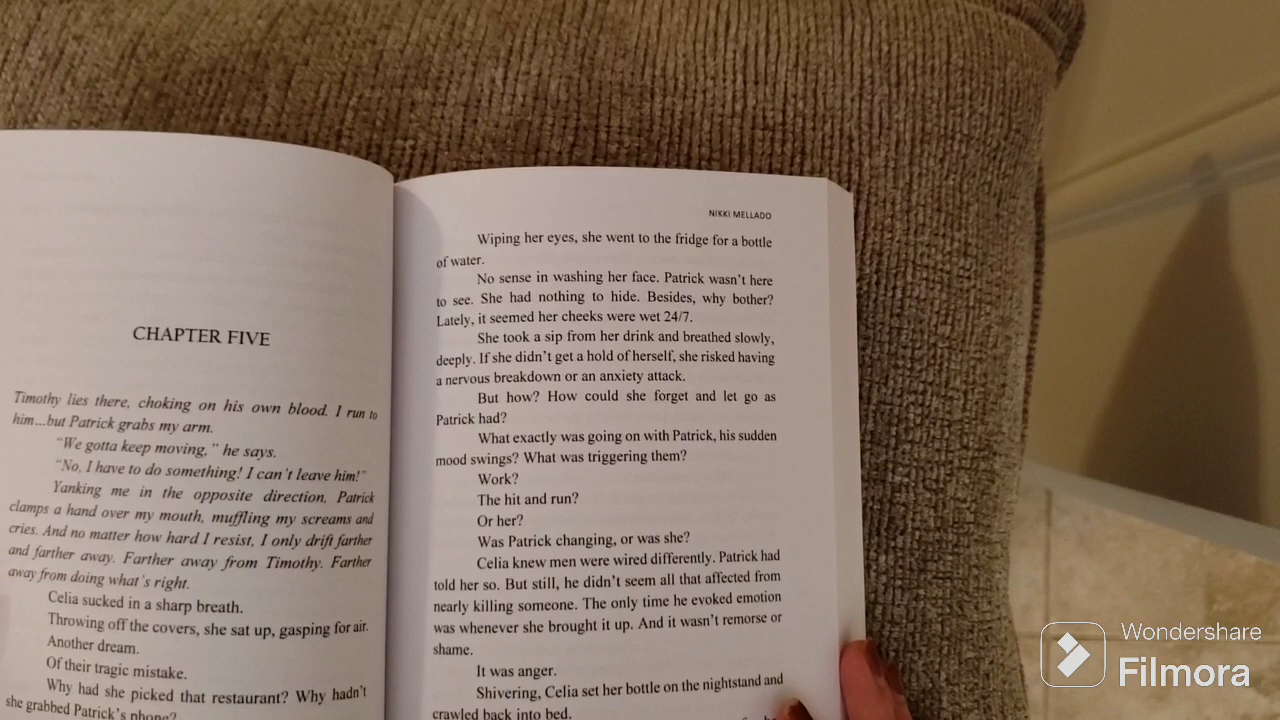 CHAPTER FIVE
Timothy lies there, choking on his own blood. I run to
him...but Patrick grabs my arm.
“We gotta keep moving,” he says.
“No, I have to do something! I can’t leave him!”
Yanking me in the opposite direction, Patrick
clamps a hand over my mouth, muffling my screams and
cries. And no matter how hard I resist, I only drift farther
and farther away. Farther away from Timothy. Farther
away from doing what’s right.
Celia sucked in a sharp breath.
Throwing off the covers, she sat up, gasping for air.
Another dream.
Of their tragic mistake.
Why had she picked that restaurant? Why hadn’t
she grabbed Patrick’s phone?
NIKKI MELLADO
Wiping her eyes, she went to the fridge for a bottle
of water.
No sense in washing her face. Patrick wasn’t here
to see. She had nothing to hide. Besides, why bother?
Lately, it seemed her cheeks were wet 24/7.
She took a sip from her drink and breathed slowly,
deeply. If she didn’t get a hold of herself, she risked having
a nervous breakdown or an anxiety attack.
But how? How could she forget and let go as
Patrick had?
What exactly was going on with Patrick, his sudden
mood swings? What was triggering them?
Work?
The hit and run?
Or her?
Was Patrick changing, or was she?
Celia knew men were wired differently. Patrick had
told her so. But still, he didn’t seem all that affected from
nearly killing someone. The only time he evoked emotion
was whenever she brought it up. And it wasn’t remorse or
shame.
It was anger.
Shivering, Celia set her bottle on the nightstand and
crawled back into bed.
Wondershare
Filmora